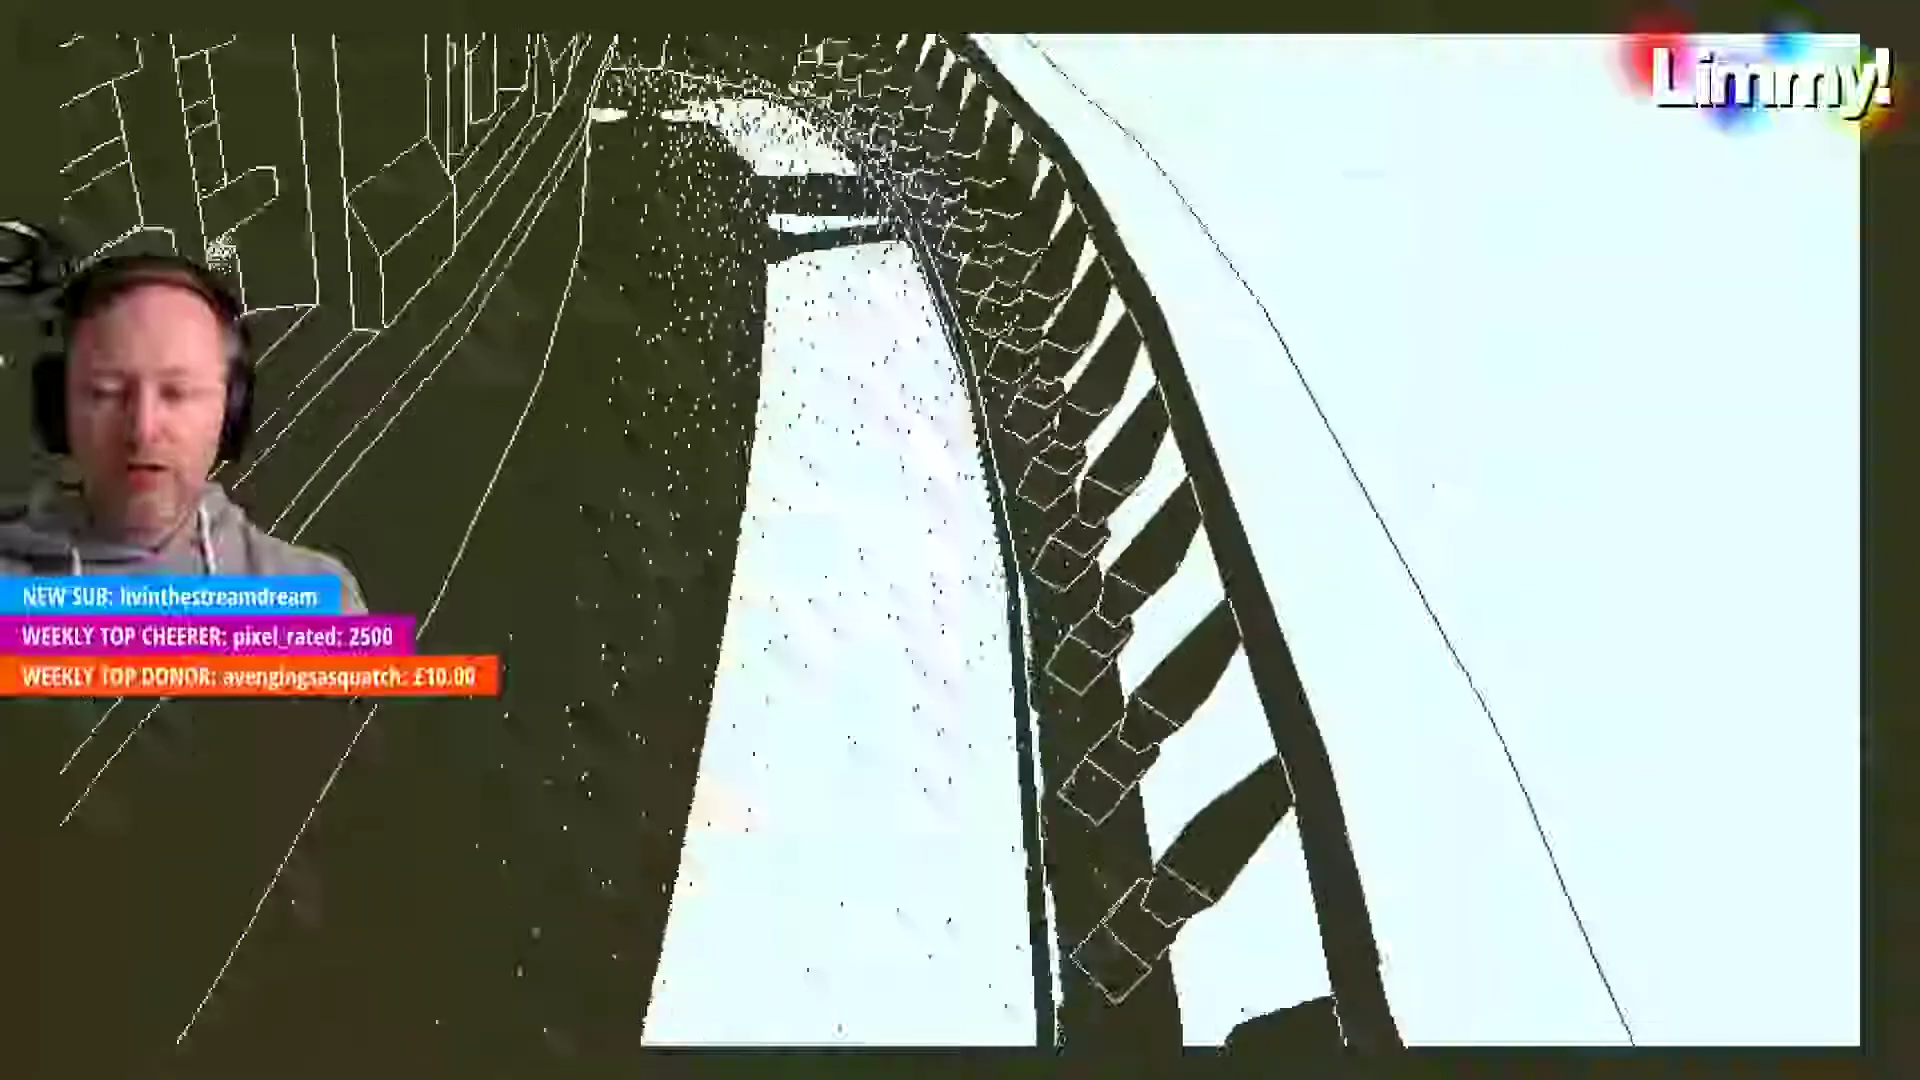 Limmy!
NEW SUB: livinthestreamdream
WEEKLY TOP CHEERER: pixel_rated: 2500
WEEKLY TOP DONOR: avengingsasquatch: £10.00